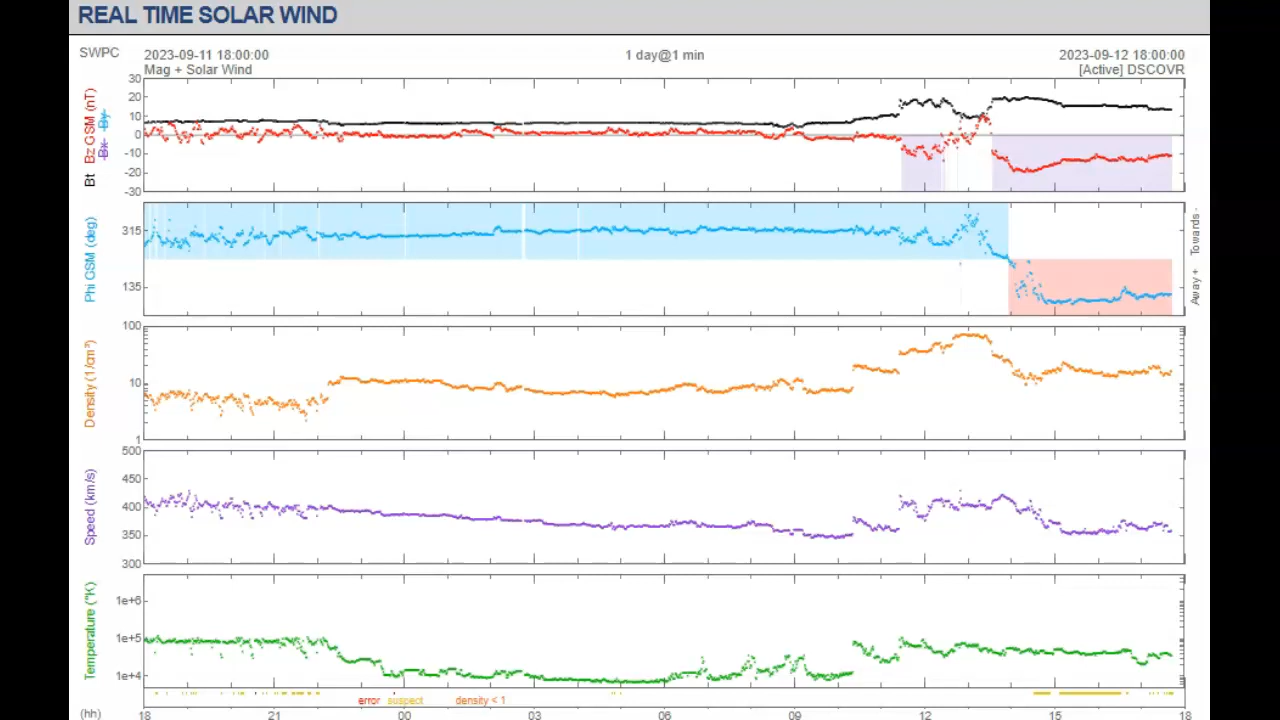 REAL TIME SOLAR WIND
SWPC
2023-09-11 18:00:00 1 day@1 min 2023-09-12 18:00:00
Mag + Solar Wind [Active] DSCOVR
Bt Bz GSM (nT)
Bx By
30
20
10
0
-10
-20
-30
Phi GSM (deg)
315
135
Towards -
Away +
Density (1/cm³)
100
10
1
Speed (km/s)
500
450
400
350
300
Temperature (°K)
1e+6
1e+5
1e+4
error suspect density < 1
(hh) 18 21 00 03 06 09 12 15 18